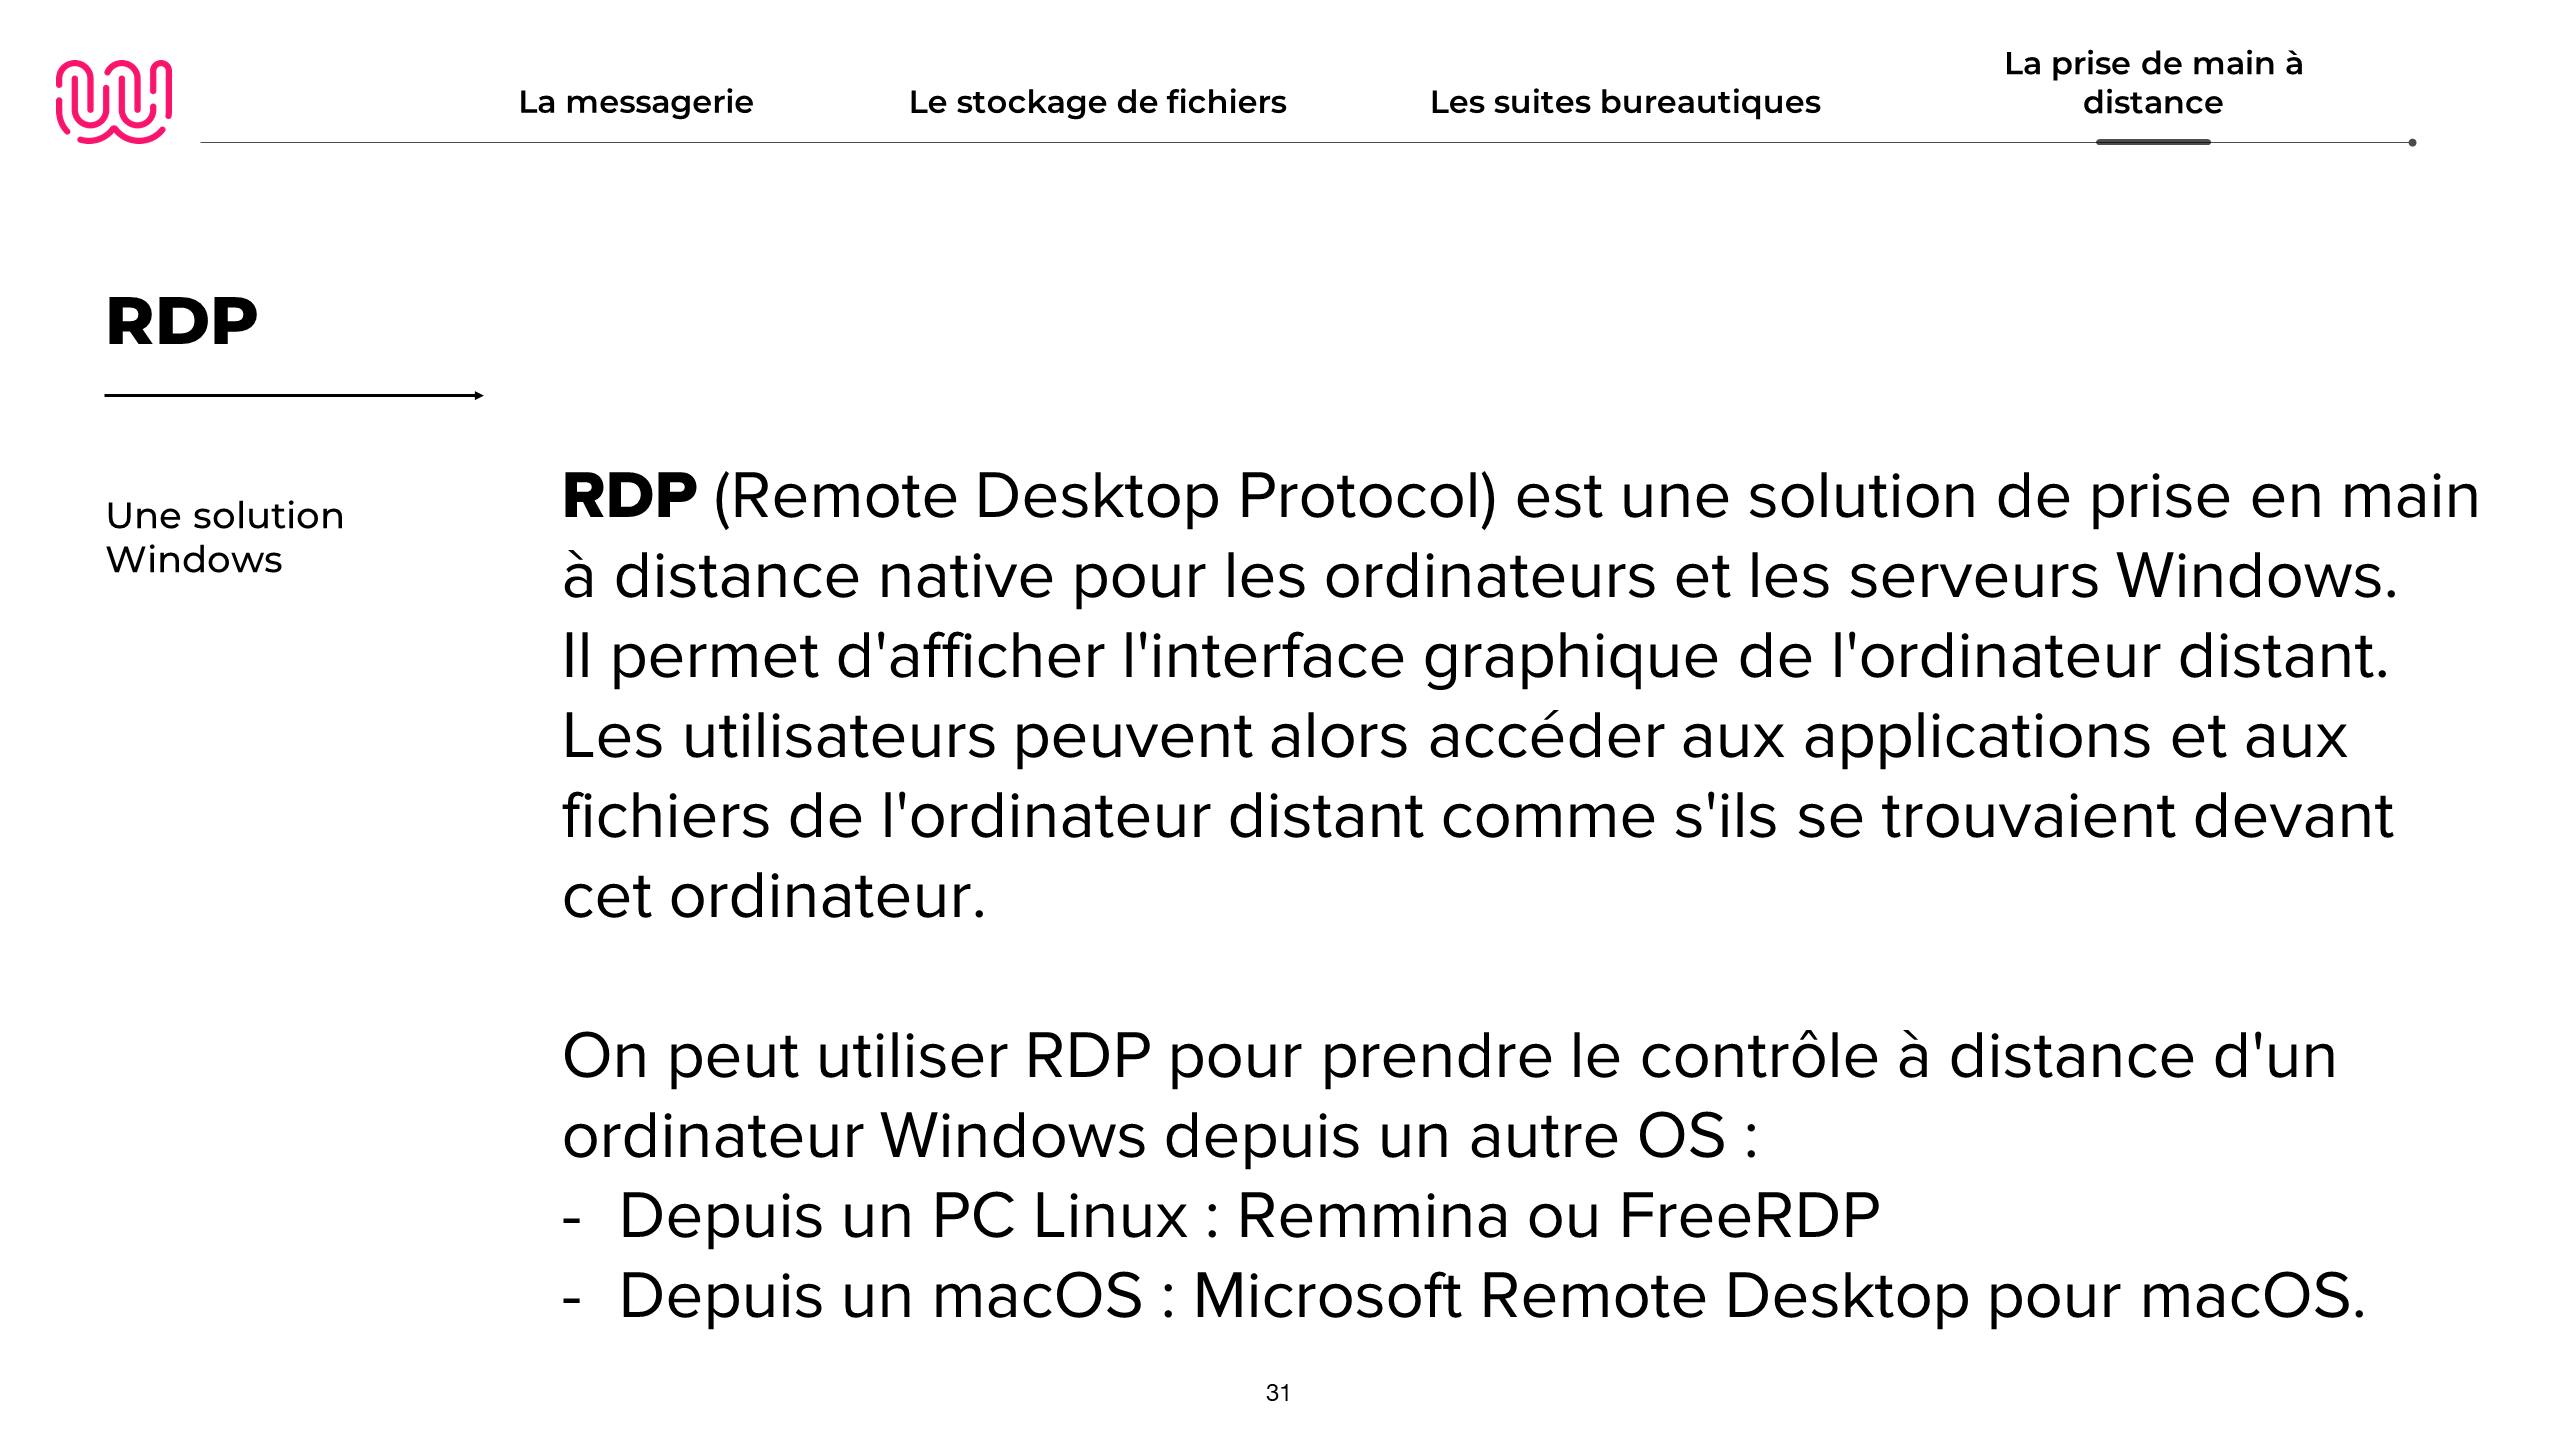 La messagerie
Le stockage de fichiers
Les suites bureautiques
La prise de main à
distance
RDP
Une solution
Windows
RDP (Remote Desktop Protocol) est une solution de prise en main
à distance native pour les ordinateurs et les serveurs Windows.
Il permet d'afficher l'interface graphique de l'ordinateur distant.
Les utilisateurs peuvent alors accéder aux applications et aux
fichiers de l'ordinateur distant comme s'ils se trouvaient devant
cet ordinateur.
On peut utiliser RDP pour prendre le contrôle à distance d'un
ordinateur Windows depuis un autre OS :
- Depuis un PC Linux : Remmina ou FreeRDP
- Depuis un macOS : Microsoft Remote Desktop pour macOS.
31